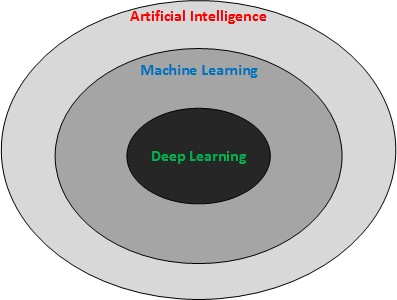 Artificial Intelligence
Machine Learning
Deep Learning